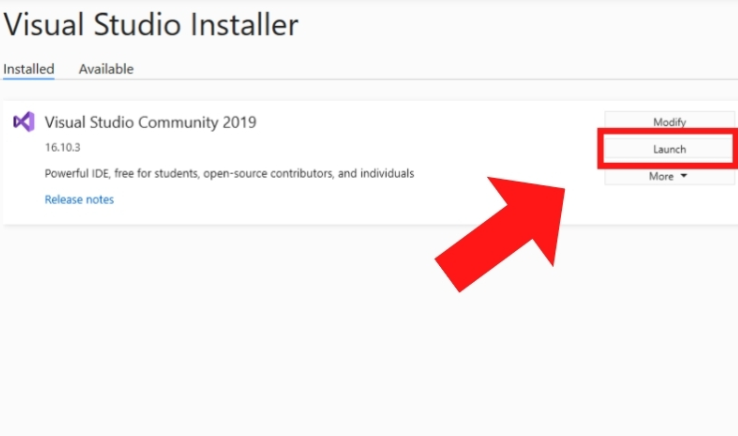 Visual Studio Installer
Installed Available
Visual Studio Community 2019
Modify
16.10.3
Launch
Powerful IDE, free for students, open-source contributors, and individuals
More
Release notes